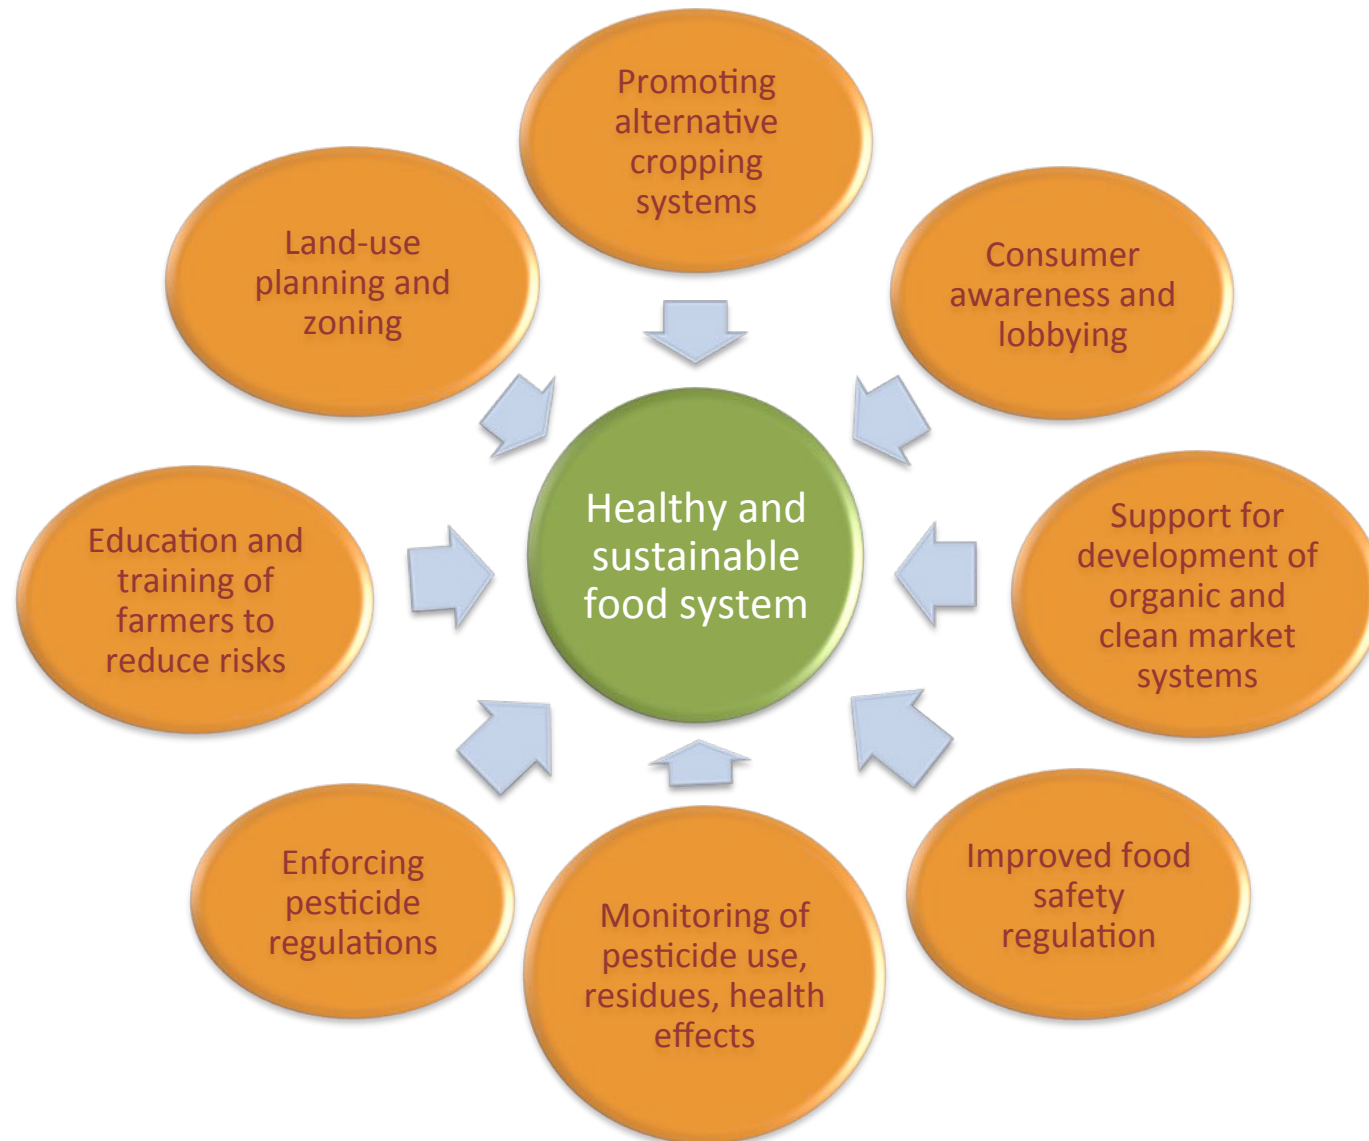 Promoting
alternative
cropping
systems
Land-use
planning and
zoning
Consumer
awareness and
lobbying
Healthy and
sustainable
food system
Education and
training of
farmers to
reduce risks
Support for
development of
organic and
clean market
systems
Enforcing
pesticide
regulations
Monitoring of
pesticide use,
residues, health
effects
Improved food
safety
regulation